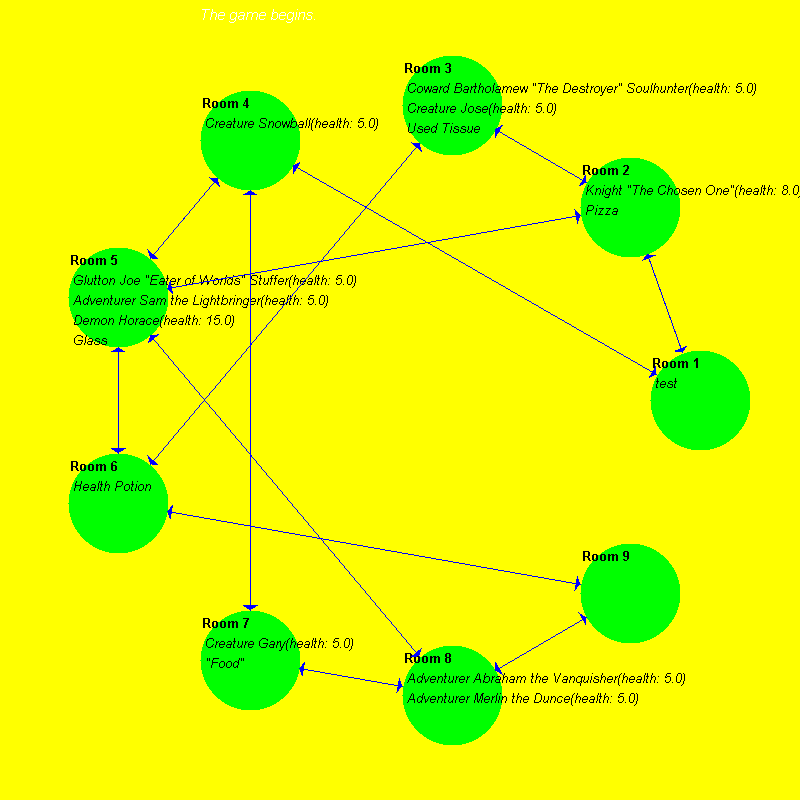 The game begins.
Room 3
Coward Bartholamew "The Destroyer" Soulhunter(health: 5.0)
Creature Jose(health: 5.0)
Used Tissue
Room 4
Creature Snowball(health: 5.0)
Room 2
Knight "The Chosen One"(health: 8.0)
Pizza
Room 5
Glutton Joe "Eater of Worlds" Stuffer(health: 5.0)
Adventurer Sam the Lightbringer(health: 5.0)
Demon Horace(health: 15.0)
Glass
Room 1
test
Room 6
Health Potion
Room 9
Room 7
Creature Gary(health: 5.0)
"Food"
Room 8
Adventurer Abraham the Vanquisher(health: 5.0)
Adventurer Merlin the Dunce(health: 5.0)